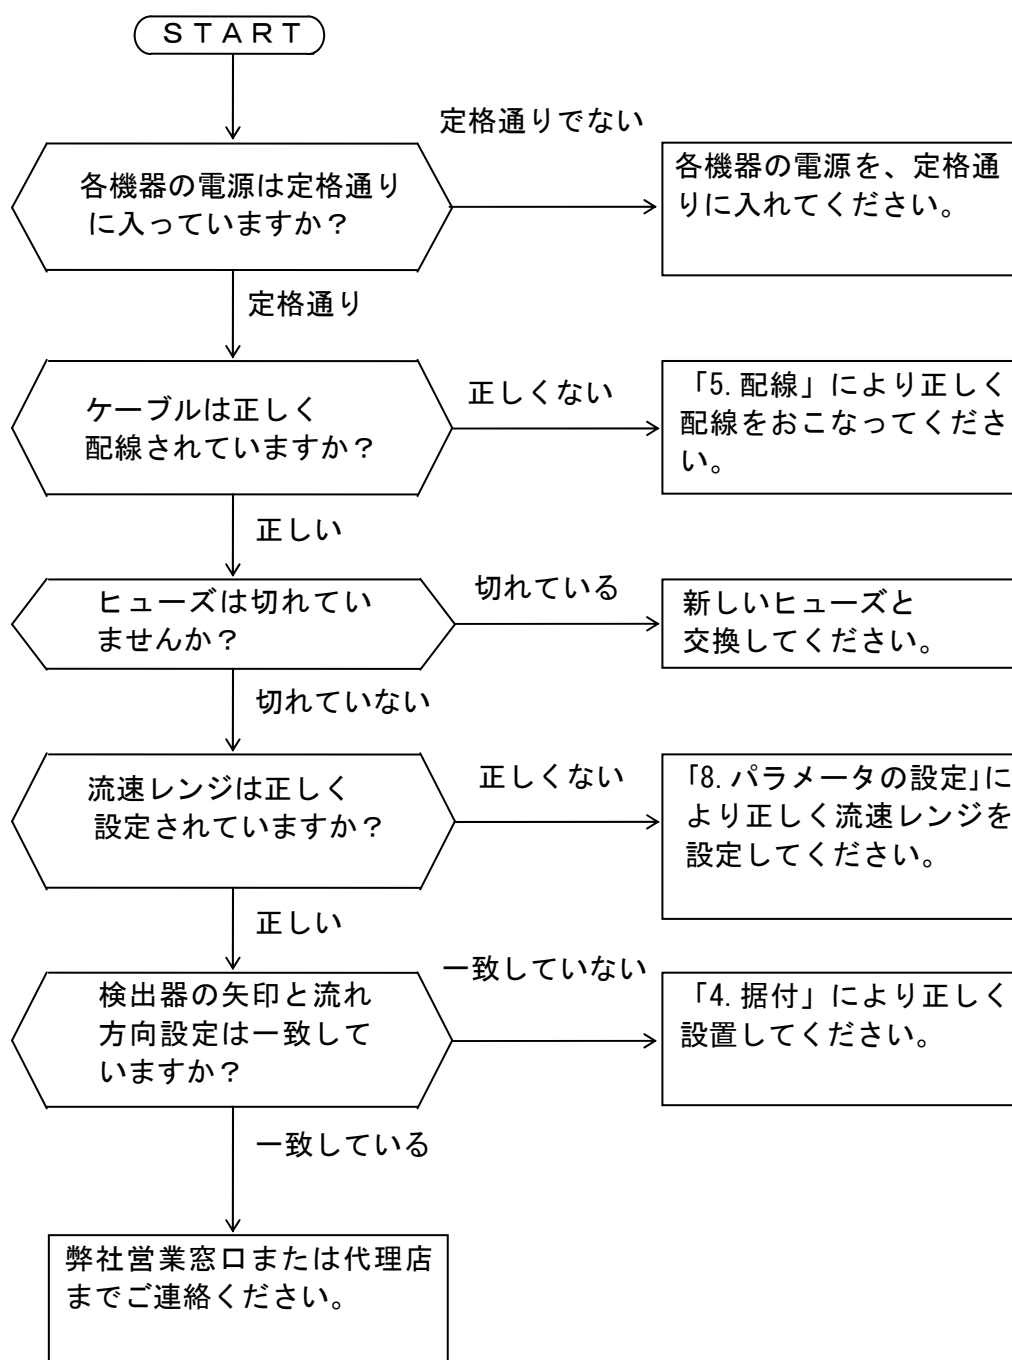 ＳＴＡＲＴ
定格通りでない
各機器の電源は定格通り
に入っていますか？
各機器の電源を、定格通
りに入れてください。
定格通り
ケーブルは正しく
配線されていますか？
正しくない
「5.配線」により正しく
配線をおこなってくださ
い。
正しい
ヒューズは切れてい
ませんか？
切れている
新しいヒューズと
交換してください。
切れていない
流速レンジは正しく
設定されていますか？
正しくない
「8.パラメータの設定」に
より正しく流速レンジを
設定してください。
正しい
一致していない
検出器の矢印と流れ
方向設定は一致して
いますか？
「4.据付」により正しく
設置してください。
一致している
弊社営業窓口または代理店
までご連絡ください。